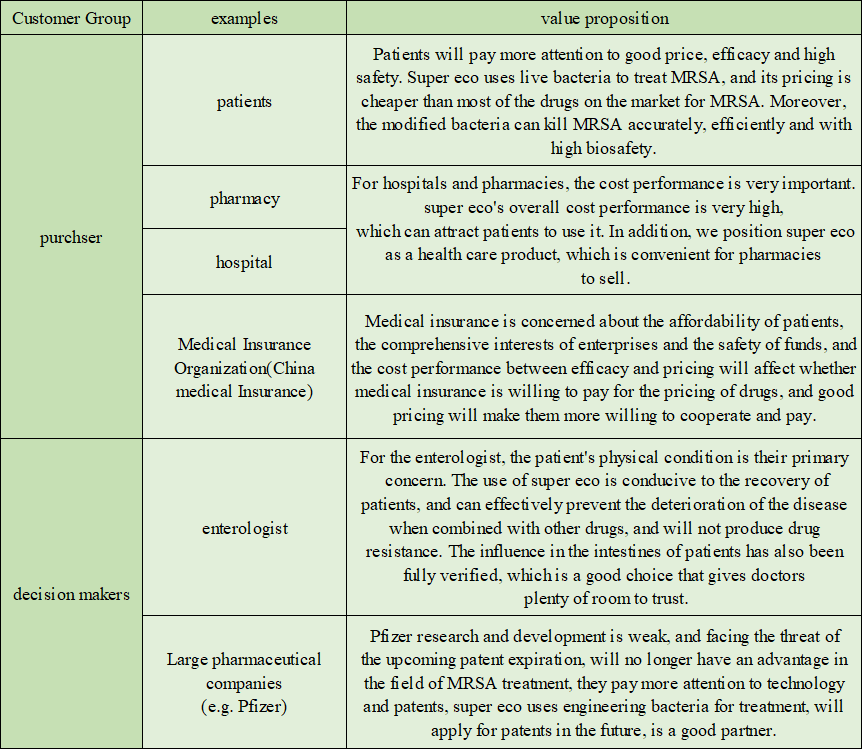 Customer Group
examples
value proposition
purchser
patients
Patients will pay more attention to good price, efficacy and high
safety. Super eco uses live bacteria to treat MRSA, and its pricing is
cheaper than most of the drugs on the market for MRSA. Moreover,
the modified bacteria can kill MRSA accurately, efficiently and with
high biosafety.
pharmacy
hospital
For hospitals and pharmacies, the cost performance is very important.
super eco's overall cost performance is very high,
which can attract patients to use it. In addition, we position super eco
as a health care product, which is convenient for pharmacies
to sell.
Medical Insurance
Organization(China
medical Insurance)
Medical insurance is concerned about the affordability of patients,
the comprehensive interests of enterprises and the safety of funds, and
the cost performance between efficacy and pricing will affect whether
medical insurance is willing to pay for the pricing of drugs, and good
pricing will make them more willing to cooperate and pay.
decision makers
enterologist
For the enterologist, the patient's physical condition is their primary
concern. The use of super eco is conducive to the recovery of
patients, and can effectively prevent the deterioration of the disease
when combined with other drugs, and will not produce drug
resistance. The influence in the intestines of patients has also been
fully verified, which is a good choice that gives doctors
plenty of room to trust.
Large pharmaceutical
companies
(e.g. Pfizer)
Pfizer research and development is weak, and facing the threat of
the upcoming patent expiration, will no longer have an advantage in
the field of MRSA treatment, they pay more attention to technology
and patents, super eco uses engineering bacteria for treatment, will
apply for patents in the future, is a good partner.